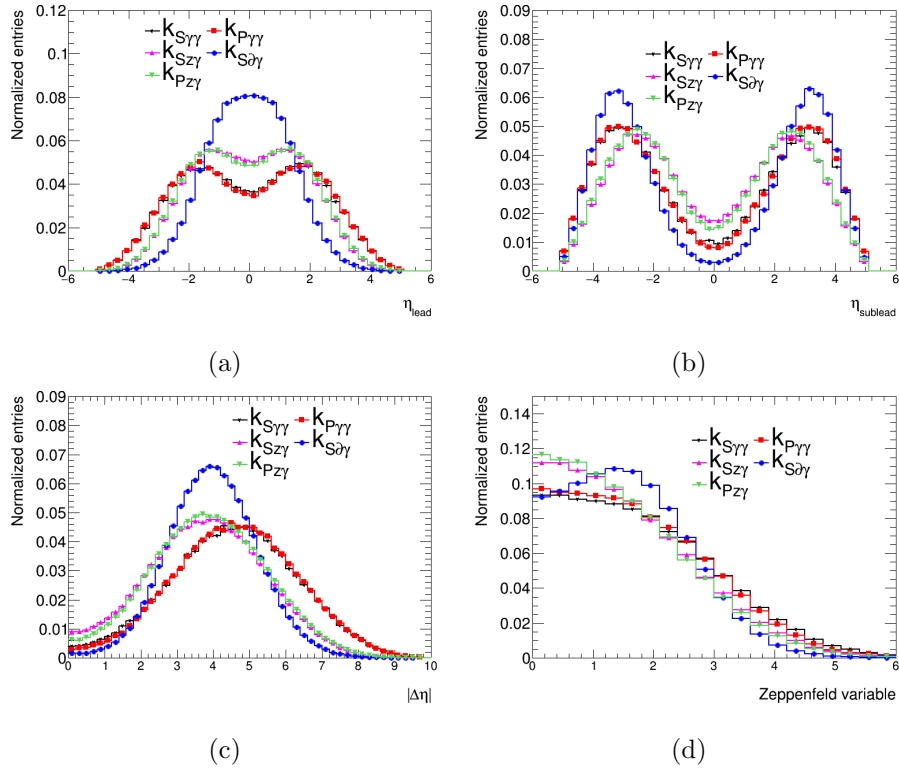 Normalized entries
0.12
0.1
0.08
0.06
0.04
0.02
0
k_Sγγ k_Pγγ
k_Szγ k_S∂γ
k_Pzγ
−6 −4 −2 0 2 4 6
η_lead
(a)
Normalized entries
0.09
0.08
0.07
0.06
0.05
0.04
0.03
0.02
0.01
0
k_Sγγ k_Pγγ
k_Szγ k_S∂γ
k_Pzγ
−6 −4 −2 0 2 4 6
η_sublead
(b)
Normalized entries
0.09
0.08
0.07
0.06
0.05
0.04
0.03
0.02
0.01
k_Sγγ k_Pγγ
k_Szγ k_S∂γ
k_Pzγ
0 1 2 3 4 5 6 7 8 9 10
|Δη|
(c)
Normalized entries
0.14
0.12
0.1
0.08
0.06
0.04
0.02
0
k_Sγγ k_Pγγ
k_Szγ k_S∂γ
k_Pzγ
0 1 2 3 4 5 6
Zeppenfeld variable
(d)